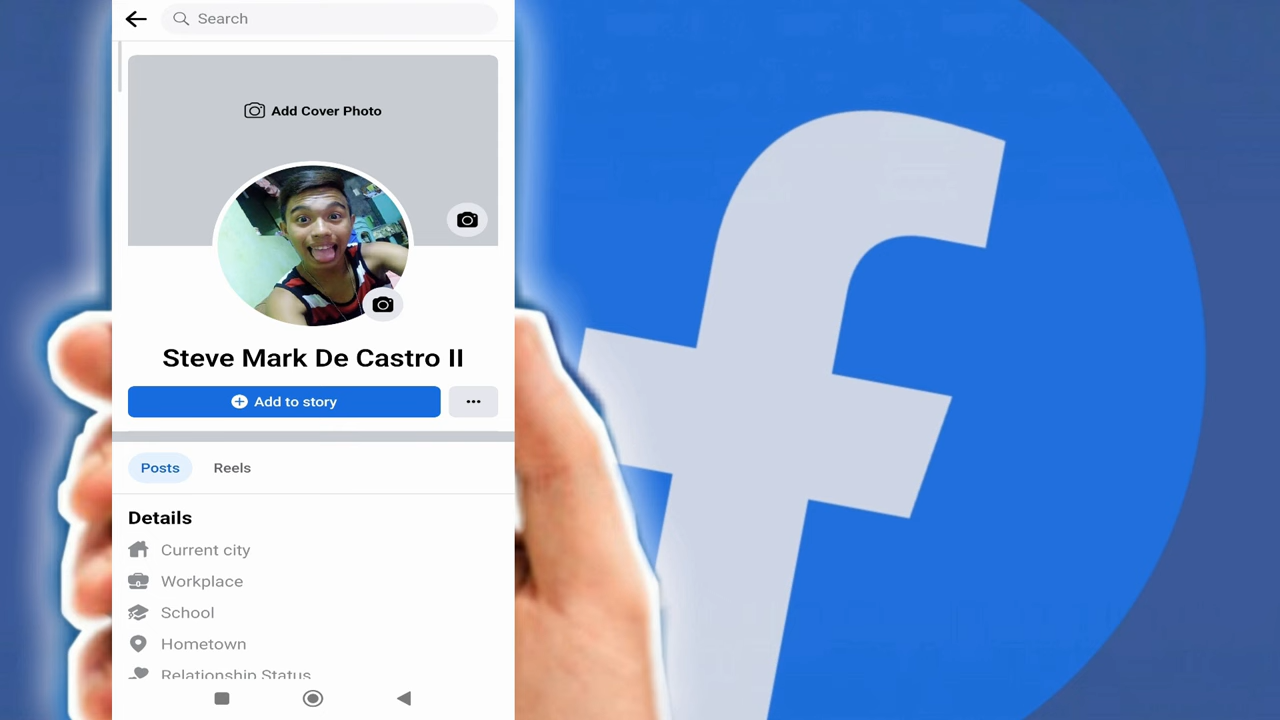 Search
Add Cover Photo
Steve Mark De Castro II
Add to story
Posts Reels
Details
Current city
Workplace
School
Hometown
Relationship Status